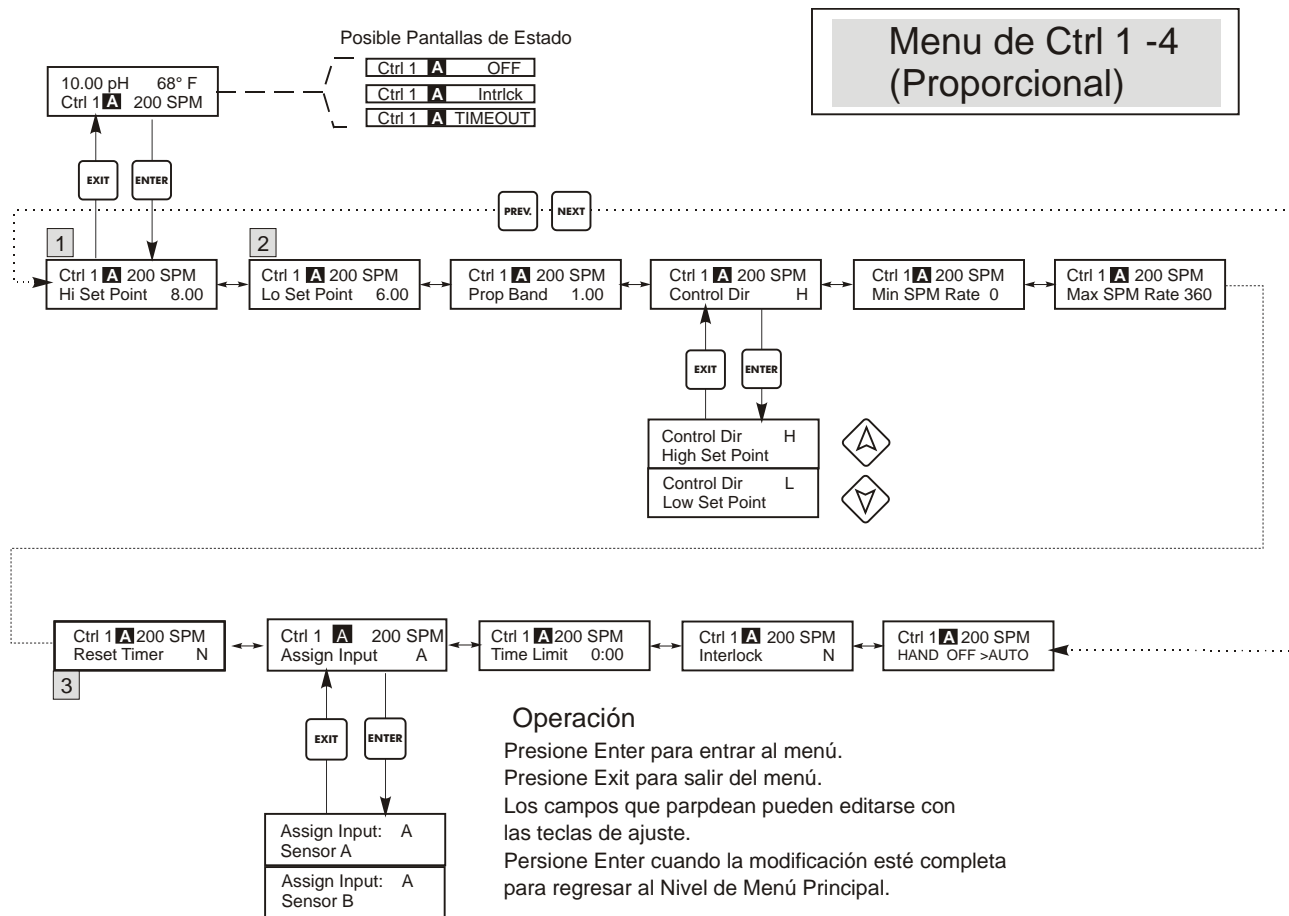 Menu de Ctrl 1 -4
(Proporcional)
Posible Pantallas de Estado
10.00 pH 68° F
Ctrl 1 A 200 SPM
Ctrl 1 A OFF
Ctrl 1 A Intrlck
Ctrl 1 A TIMEOUT
EXIT
ENTER
PREV.
NEXT
1
2
Ctrl 1 A 200 SPM
Hi Set Point 8.00
Ctrl 1 A 200 SPM
Lo Set Point 6.00
Ctrl 1 A 200 SPM
Prop Band 1.00
Ctrl 1 A 200 SPM
Control Dir H
Ctrl 1 A 200 SPM
Min SPM Rate 0
Ctrl 1 A 200 SPM
Max SPM Rate 360
EXIT
ENTER
Control Dir H
High Set Point
Control Dir L
Low Set Point
Ctrl 1 A 200 SPM
Reset Timer N
3
Ctrl 1 A 200 SPM
Assign Input A
Ctrl 1 A 200 SPM
Time Limit 0:00
Ctrl 1 A 200 SPM
Interlock N
Ctrl 1 A 200 SPM
HAND OFF >AUTO
EXIT
ENTER
Assign Input: A
Sensor A
Assign Input: A
Sensor B
Operación
Presione Enter para entrar al menú.
Presione Exit para salir del menú.
Los campos que parpdean pueden editarse con
las teclas de ajuste.
Persione Enter cuando la modificación esté completa
para regresar al Nivel de Menú Principal.